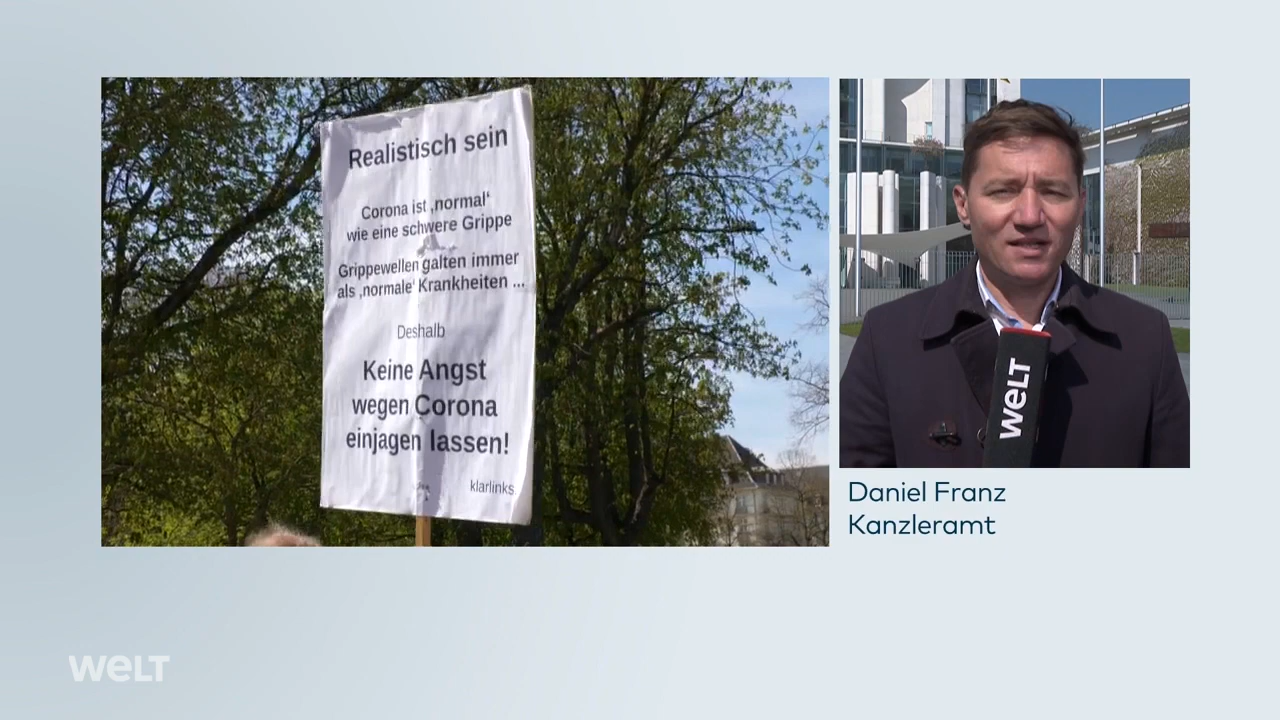 Realistisch sein
Corona ist ‚normal‘
wie eine schwere Grippe
Grippewellen galten immer
als ‚normale‘ Krankheiten ...
Deshalb
Keine Angst
wegen Corona
einjagen lassen!
klarlinks
WELT
Daniel Franz
Kanzleramt
WELT